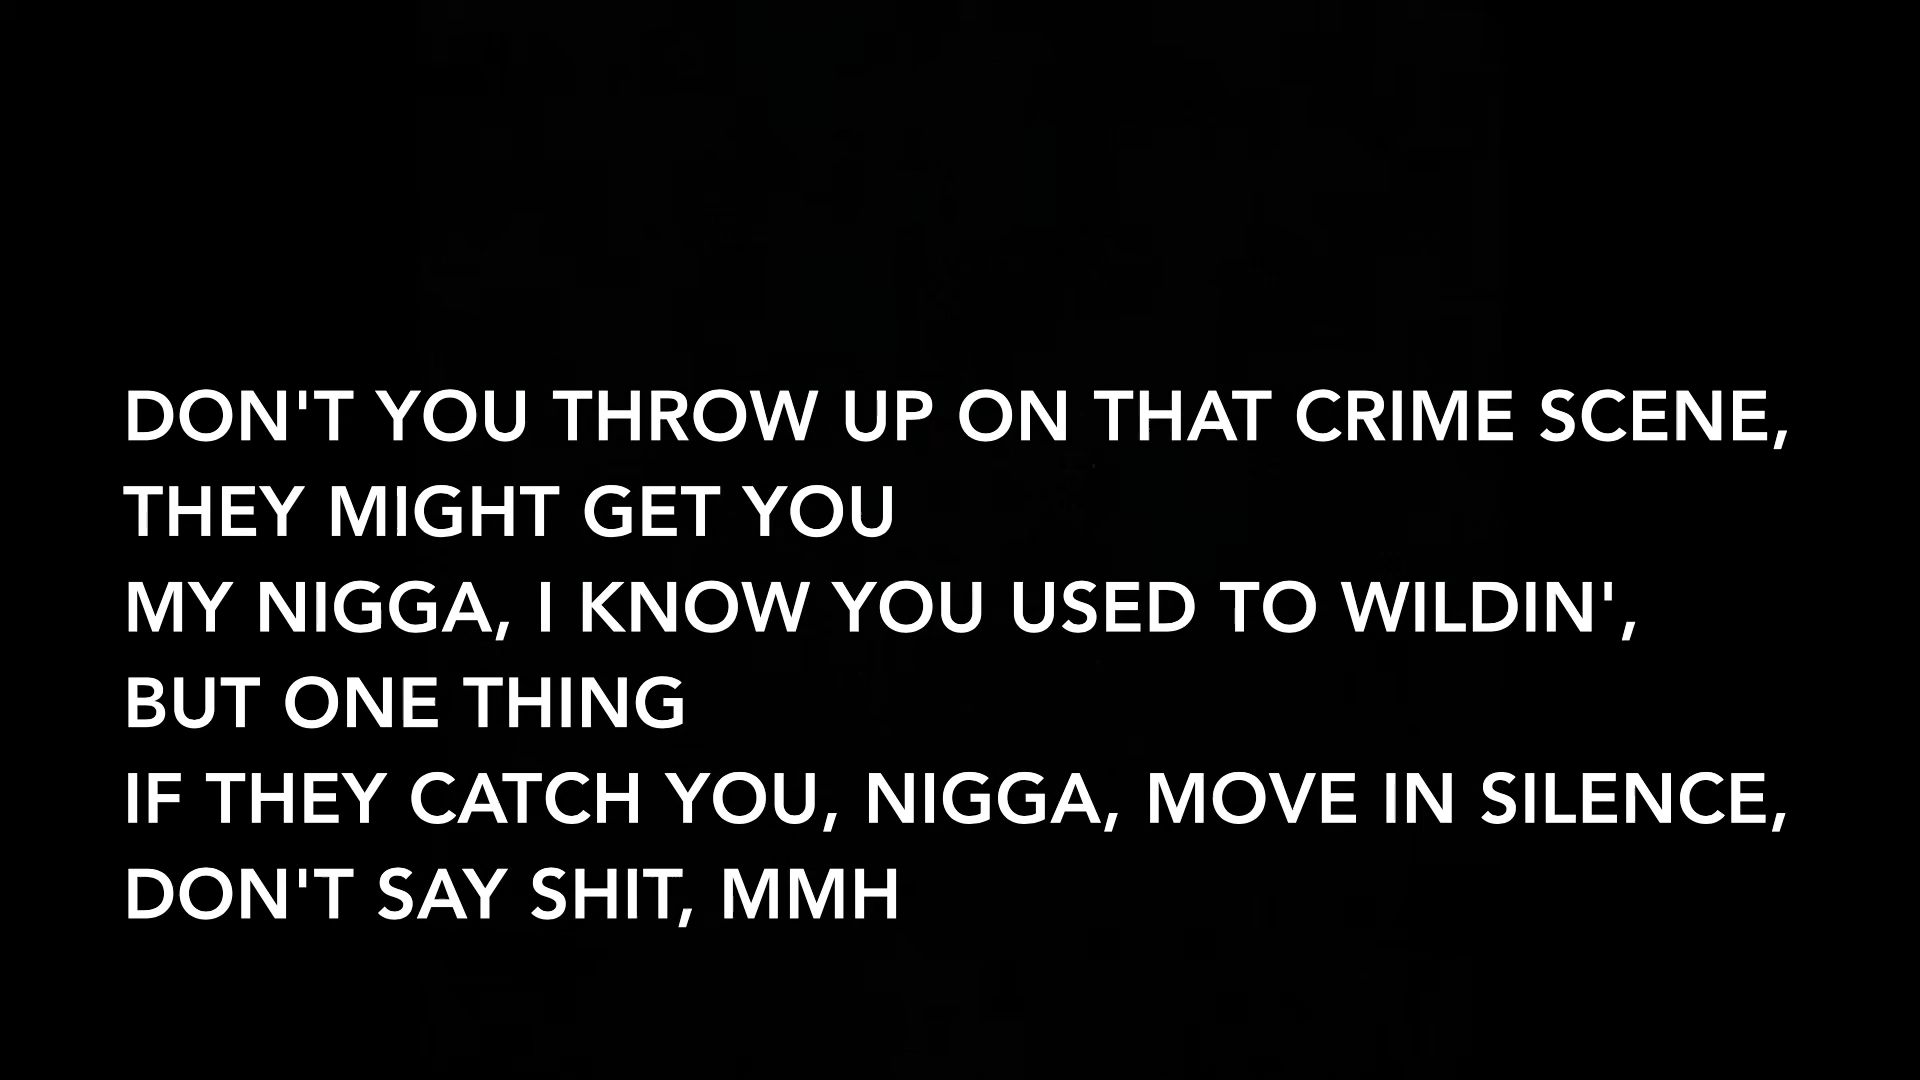 DON'T YOU THROW UP ON THAT CRIME SCENE,
THEY MIGHT GET YOU
MY NIGGA, I KNOW YOU USED TO WILDIN',
BUT ONE THING
IF THEY CATCH YOU, NIGGA, MOVE IN SILENCE,
DON'T SAY SHIT, MMH